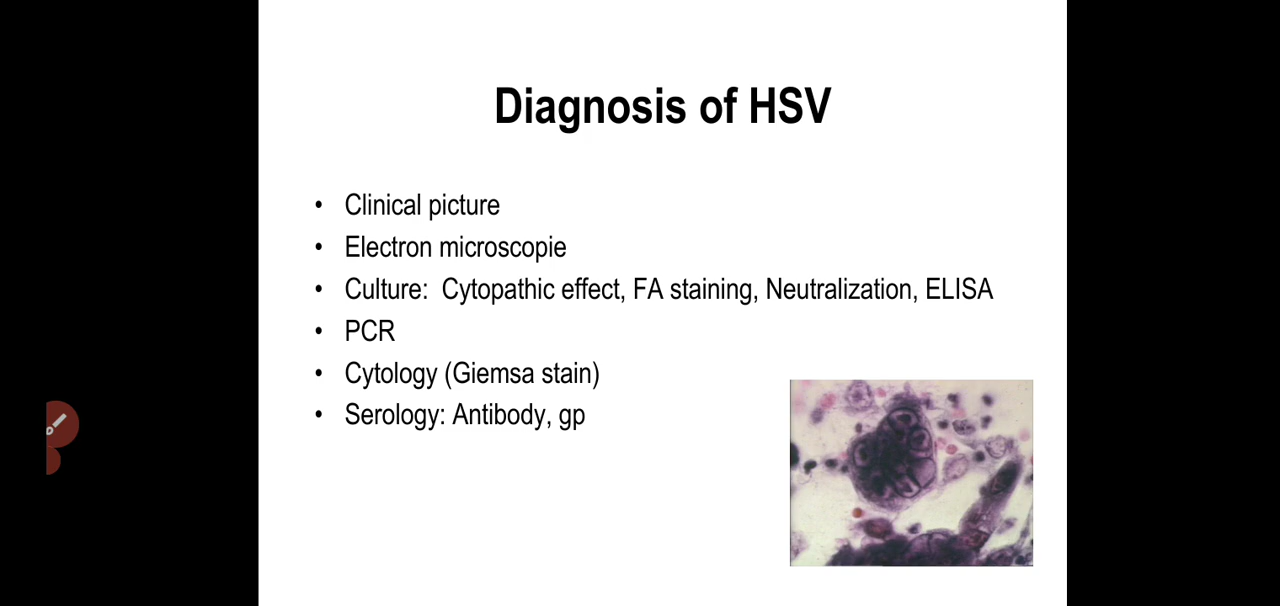 Diagnosis of HSV
• Clinical picture
• Electron microscopie
• Culture:  Cytopathic effect, FA staining, Neutralization, ELISA
• PCR
• Cytology (Giemsa stain)
• Serology: Antibody, gp